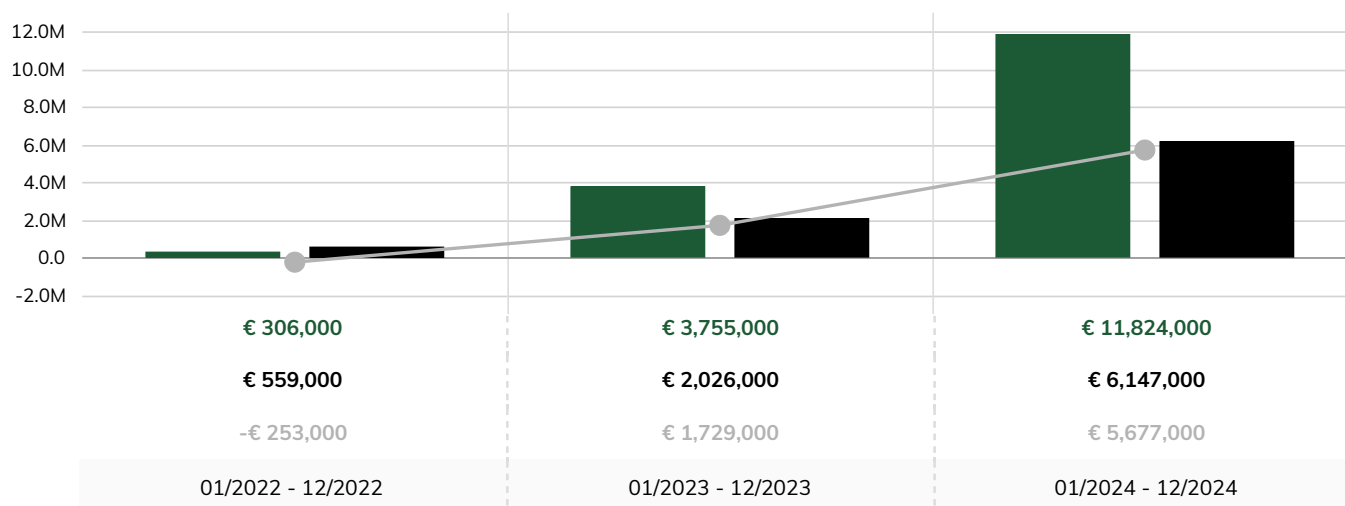 12.0M
10.0M
8.0M
6.0M
4.0M
2.0M
0.0
-2.0M
€ 306,000 € 3,755,000 € 11,824,000
€ 559,000 € 2,026,000 € 6,147,000
-€ 253,000 € 1,729,000 € 5,677,000
01/2022 - 12/2022 01/2023 - 12/2023 01/2024 - 12/2024